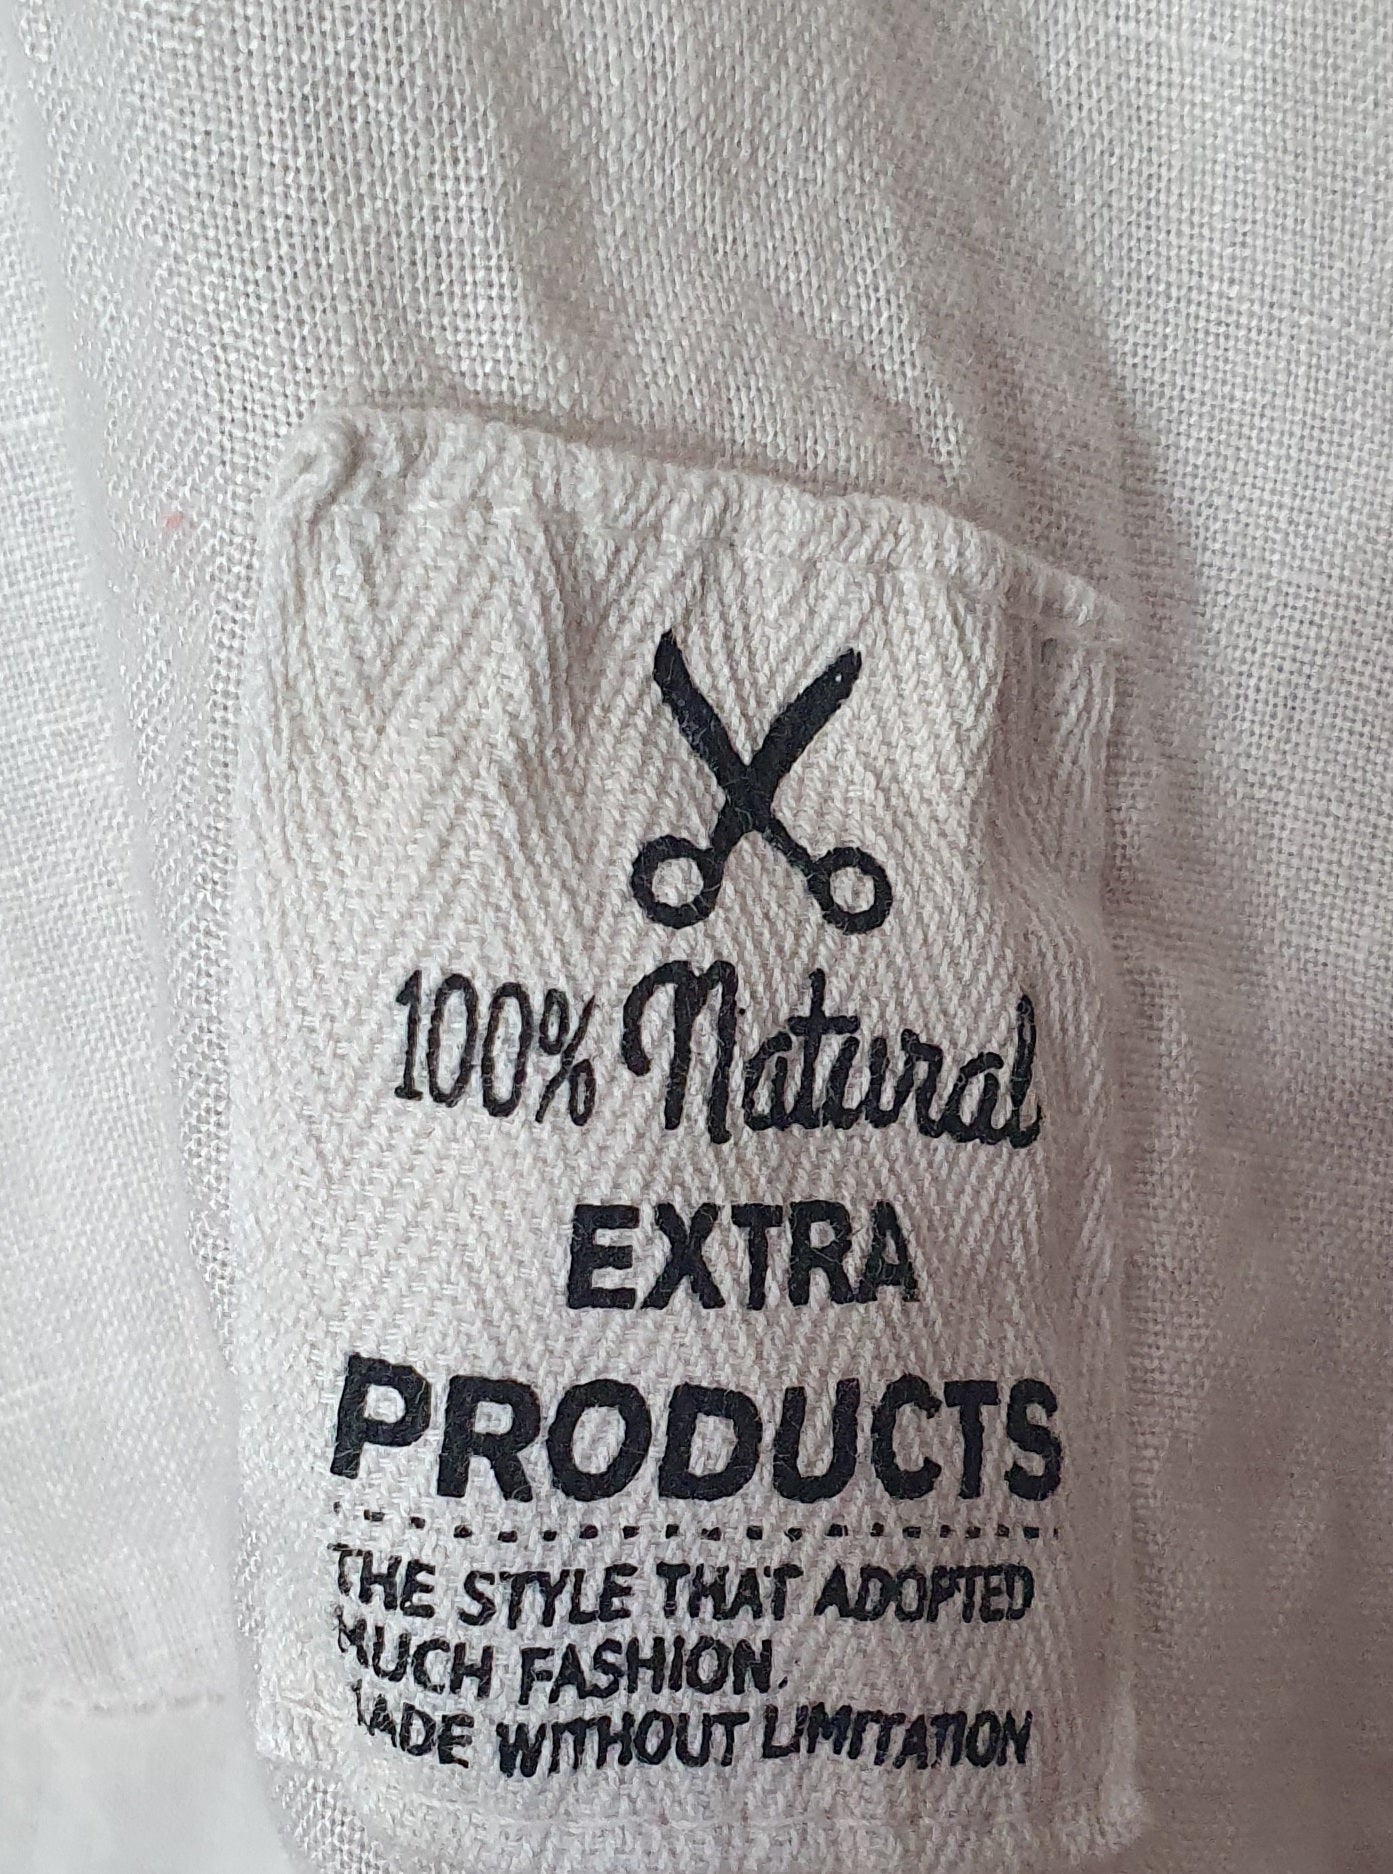 100% Natural
EXTRA
PRODUCTS
THE STYLE THAT ADOPTED
MUCH FASHION.
MADE WITHOUT LIMITATION